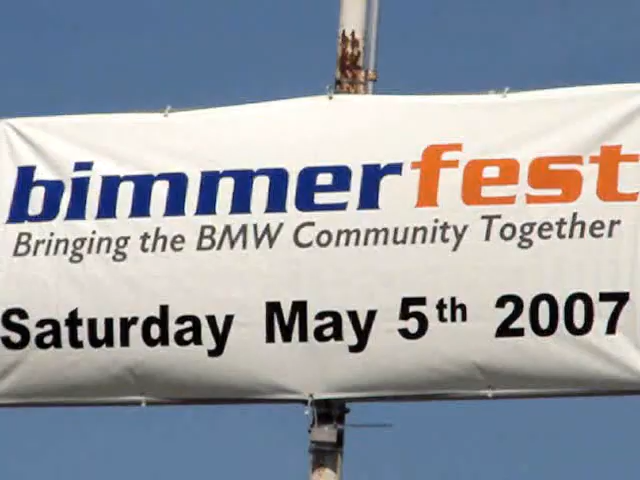 bimmerfest
Bringing the BMW Community Together
Saturday May 5th 2007